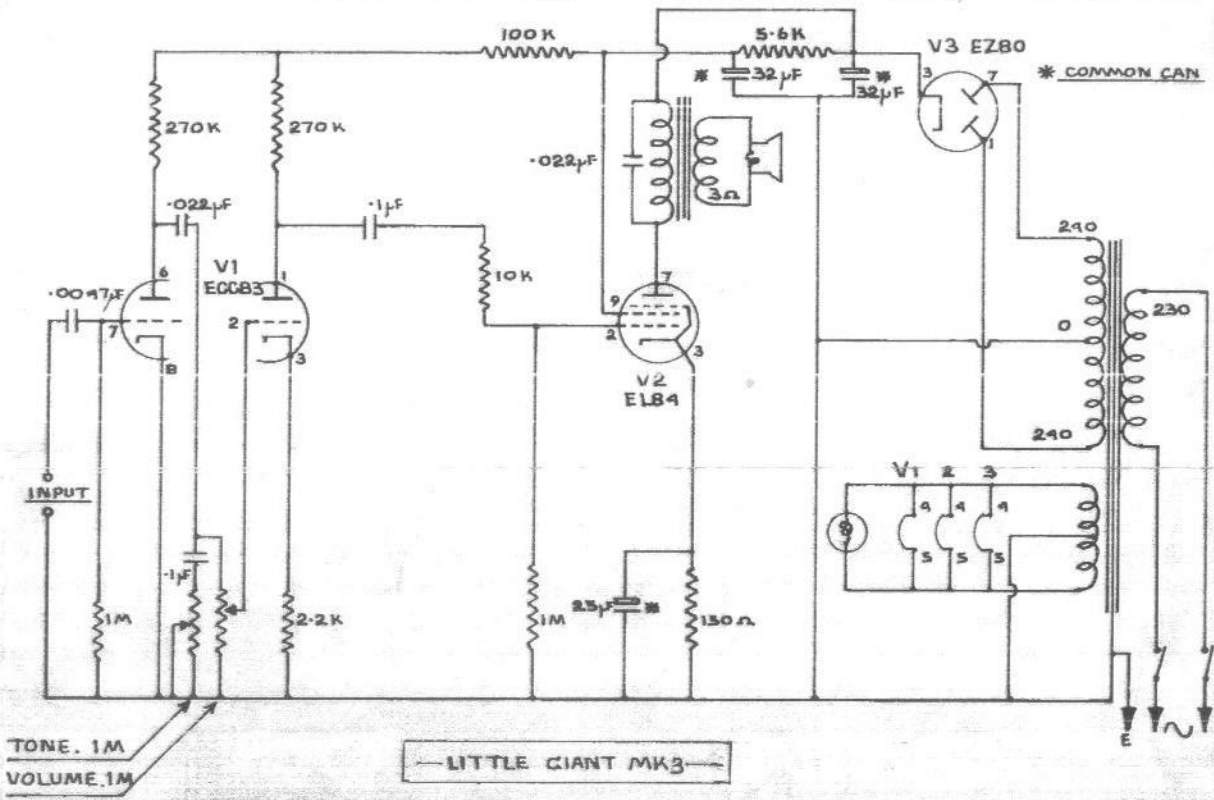 100K
5.6K
V3 EZ80
3
7
* COMMON CAN
* 32µF
*
32µF
1
270K
270K
.022µF
3Ω
.022µF
.1µF
240
10K
6
V1
ECC83
1
7
.0047µF
7
2
9
2
230
0
8
3
3
V2
EL84
240
INPUT
V1 2 3
4 4 4
5 5 5
.1µF
1M
2.2K
1M
25µF *
130Ω
E
TONE. 1M
VOLUME. 1M
LITTLE GIANT MK3